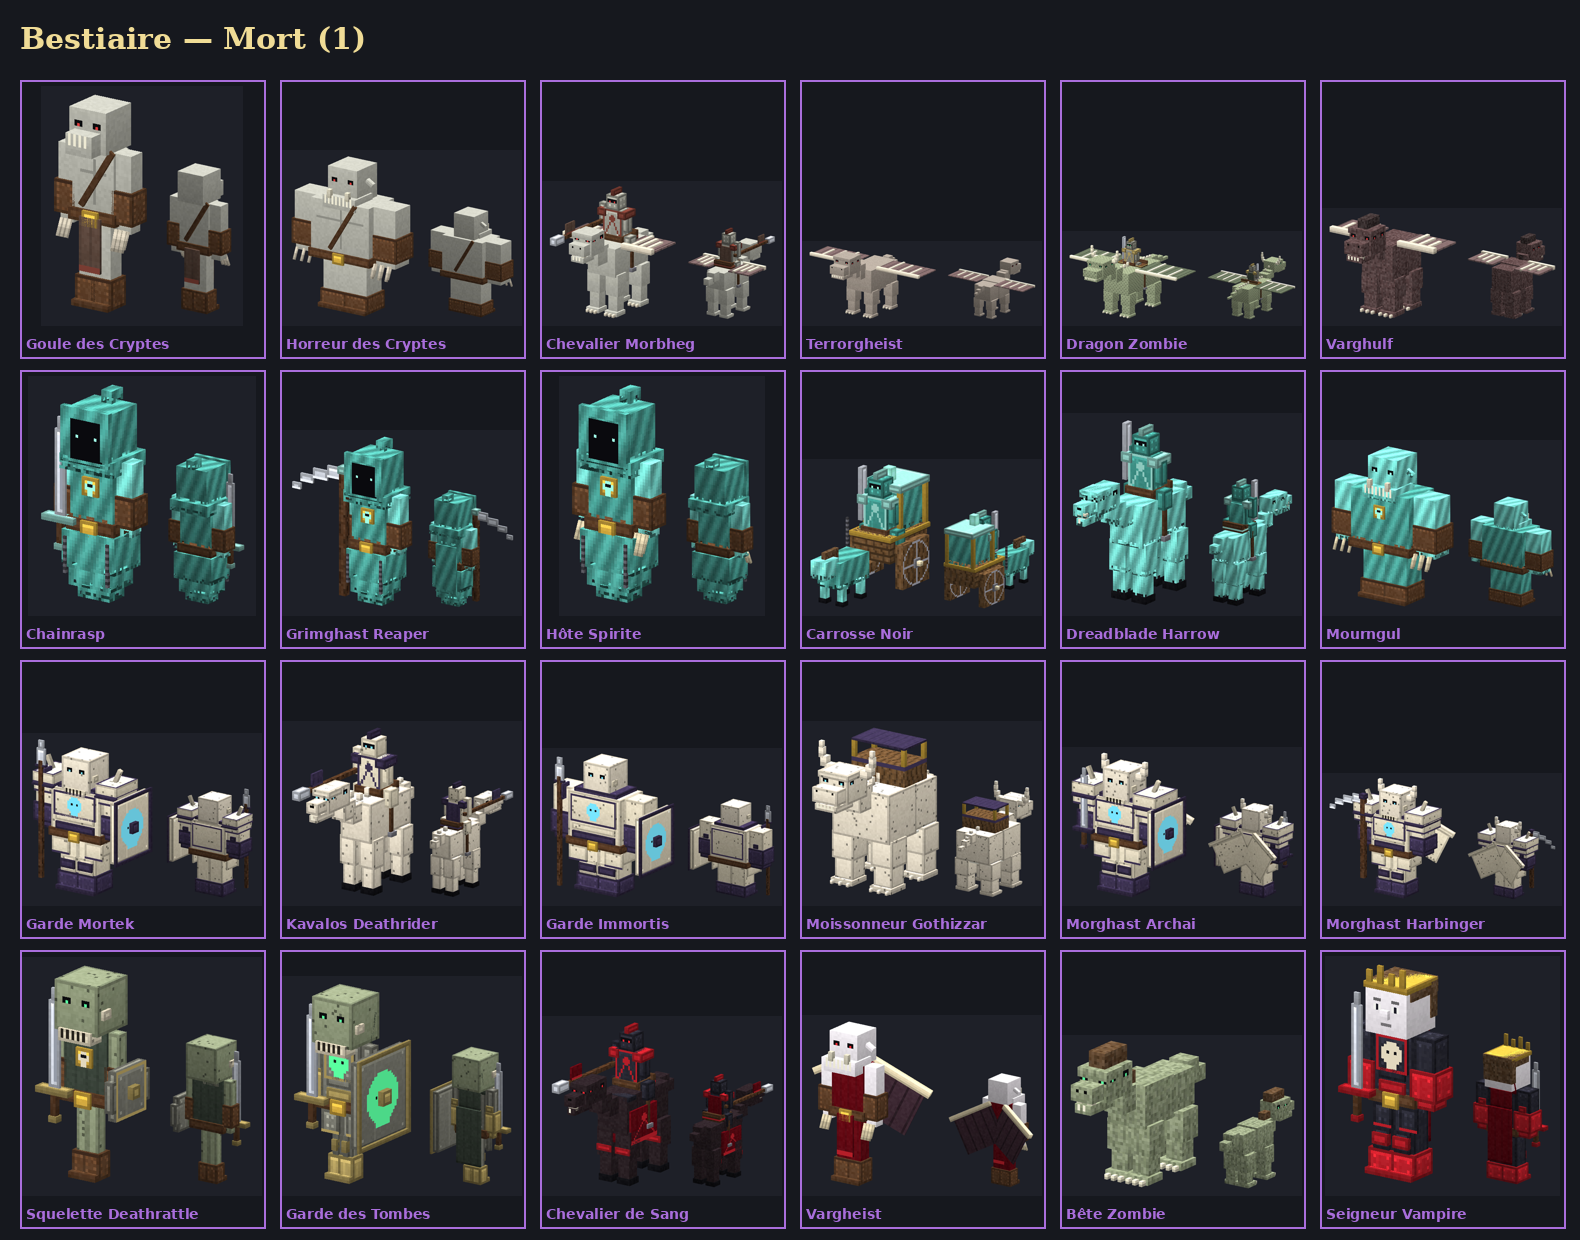 Bestiaire — Mort (1)
Goule des Cryptes
Horreur des Cryptes
Chevalier Morbheg
Terrorgheist
Dragon Zombie
Varghulf
Chainrasp
Grimghast Reaper
Hôte Spirite
Carrosse Noir
Dreadblade Harrow
Mourngul
Garde Mortek
Kavalos Deathrider
Garde Immortis
Moissonneur Gothizzar
Morghast Archai
Morghast Harbinger
Squelette Deathrattle
Garde des Tombes
Chevalier de Sang
Vargheist
Bête Zombie
Seigneur Vampire